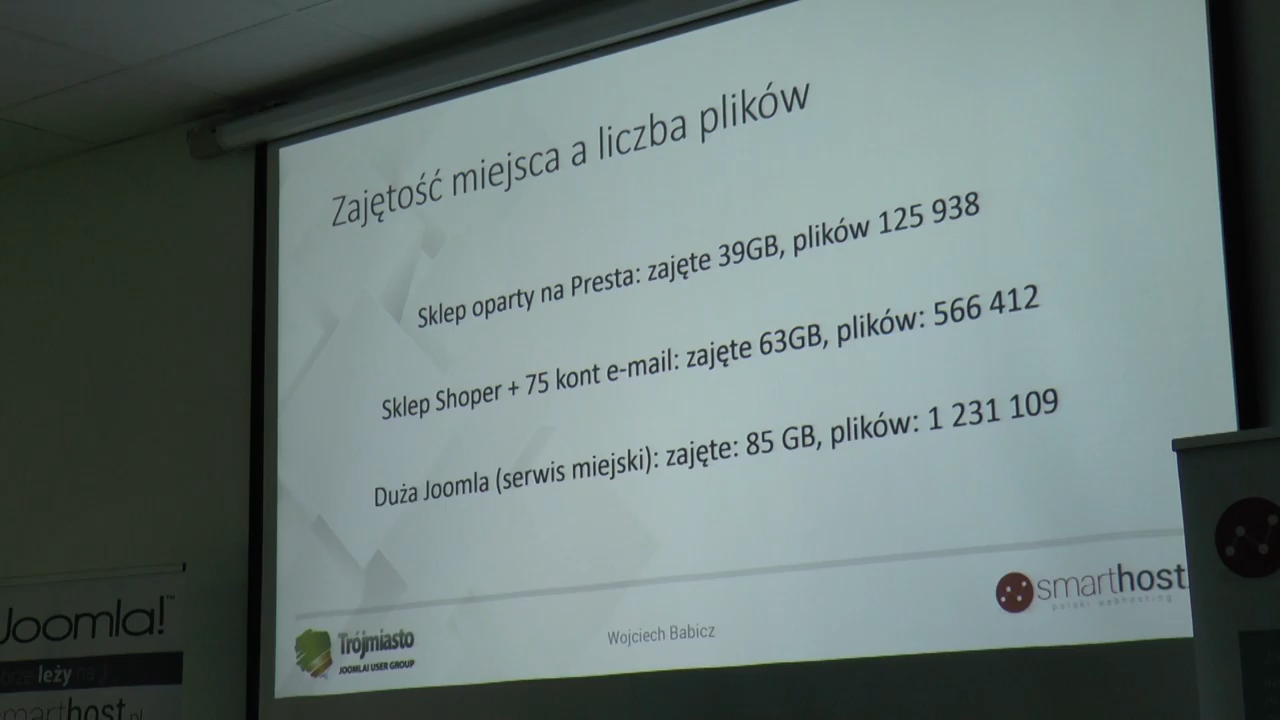 Zajętość miejsca a liczba plików
Sklep oparty na Presta: zajęte 39GB, plików 125 938
Sklep Shoper + 75 kont e-mail: zajęte 63GB, plików: 566 412
Duża Joomla (serwis miejski): zajęte: 85 GB, plików: 1 231 109
smarthost
polski webhosting
Trójmiasto
JOOMLA! USER GROUP
Wojciech Babicz
Joomla!™
leży na
smarthost.pl